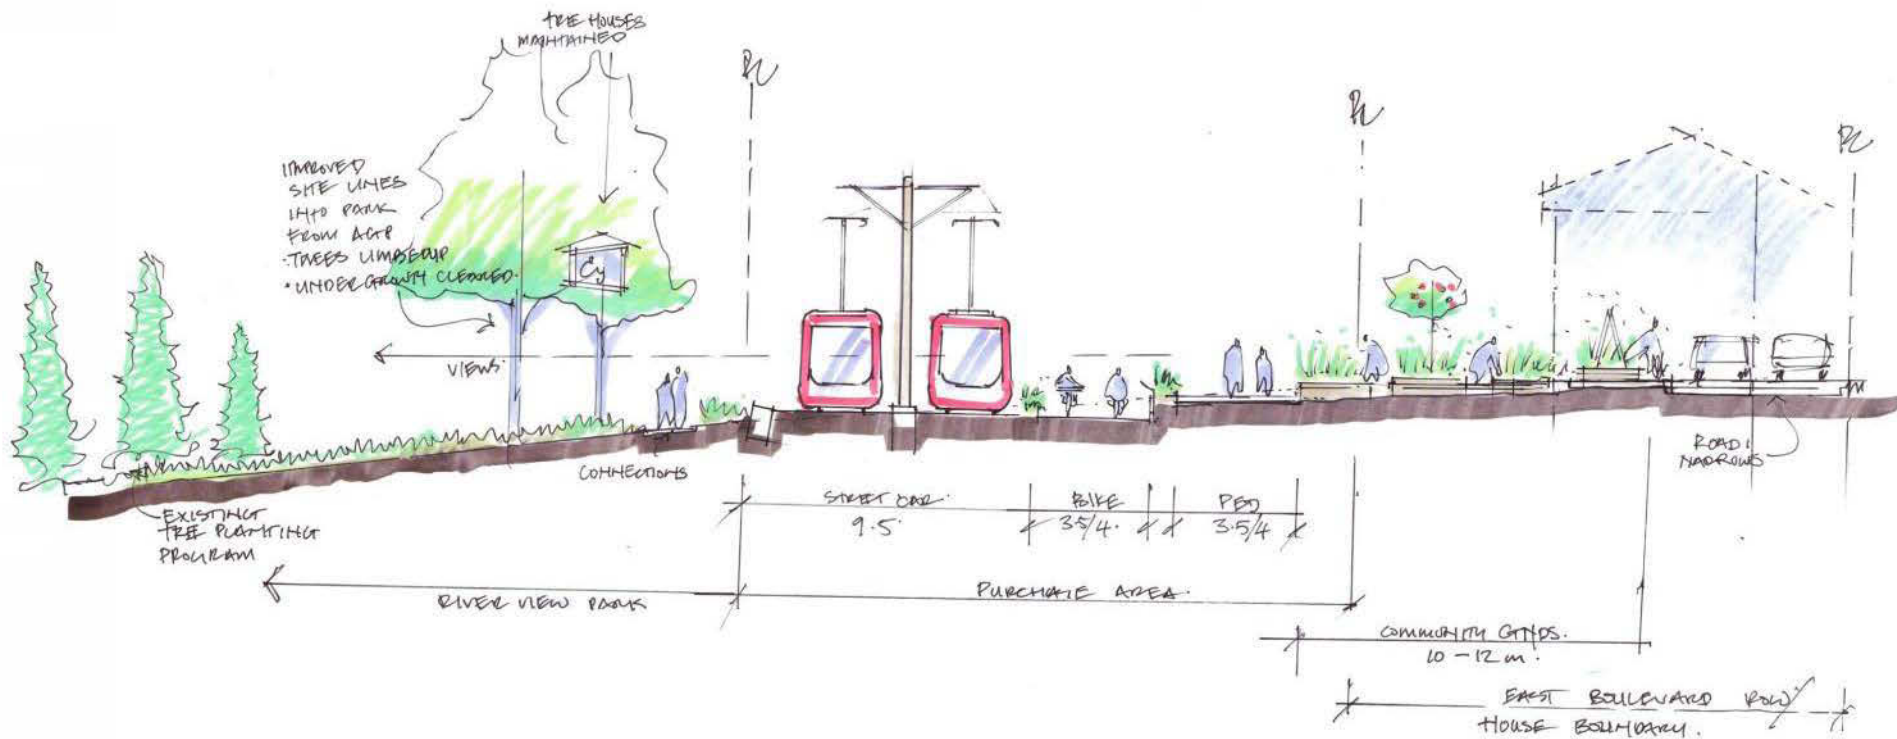 TREE HOUSES
MAINTAINED
PL
PL
PL
IMPROVED
SITE LINES
INTO PARK
FROM
·TREES LIMBED UP
·UNDERGROWTH CLEARED.
VIEWS.
CONNECTIONS
EXISTING
TREE PLANTING
PROGRAM
ROAD
NARROWS
STREET CAR.
9.5
BIKE
3.5/4.
PED
3.5/4
RIVER VIEW PARK
PURCHASE AREA.
COMMUNITY GRNDS.
10-12 m.
EAST BOULEVARD ROW/
HOUSE BOUNDARY.